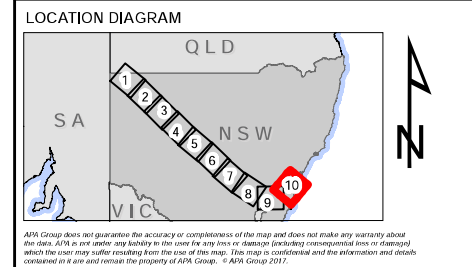 LOCATION DIAGRAM
QLD
1
2
3
SA
4
NSW
5
6
7
10
8
9
VIC
N
APA Group does not guarantee the accuracy or completeness of the map and does not make any warranty about
the data. APA is not under any liability to the user for any loss or damage (including consequential loss or damage)
which the user may suffer resulting from the use of this map. This map is confidential and the information and details
contained in it are and remain the property of APA Group. © APA Group 2017.